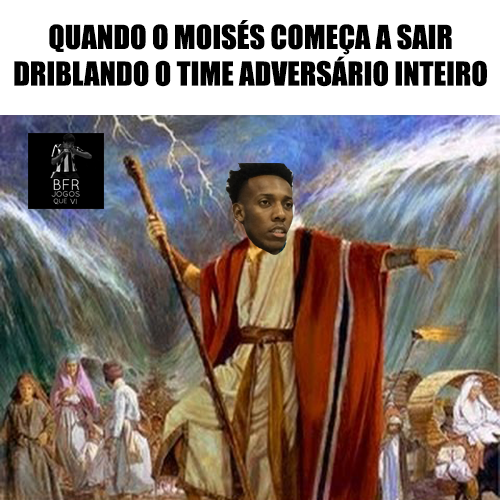 QUANDO O MOISÉS COMEÇA A SAIR
DRIBLANDO O TIME ADVERSÁRIO INTEIRO
BFR
JOGOS
QUE VI